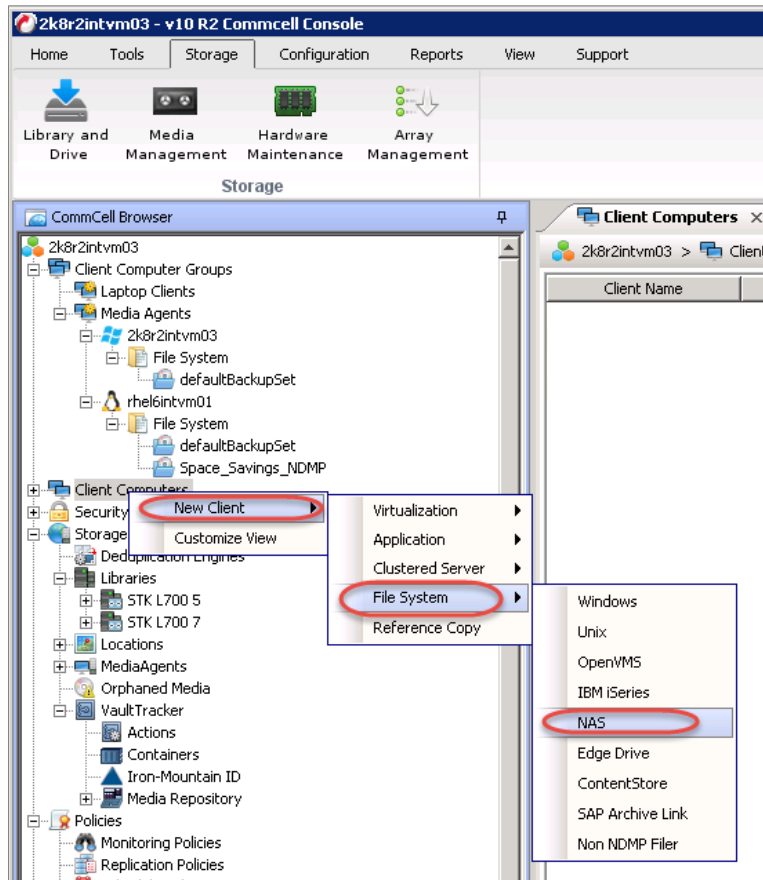 2k8r2intvm03 - v10 R2 Commcell Console
Home Tools Storage Configuration Reports View Support
Library and Drive
Media Management
Hardware Maintenance
Array Management
Storage
CommCell Browser
2k8r2intvm03
Client Computer Groups
Laptop Clients
Media Agents
2k8r2intvm03
File System
defaultBackupSet
rhel6intvm01
File System
defaultBackupSet
Space_Savings_NDMP
Client Computers
Security
Storage
Deduplication Engines
Libraries
STK L700 5
STK L700 7
Locations
MediaAgents
Orphaned Media
VaultTracker
Actions
Containers
Iron-Mountain ID
Media Repository
Policies
Monitoring Policies
Replication Policies
Client Computers
2k8r2intvm03 > Client
Client Name
New Client
Customize View
Virtualization
Application
Clustered Server
File System
Reference Copy
Windows
Unix
OpenVMS
IBM iSeries
NAS
Edge Drive
ContentStore
SAP Archive Link
Non NDMP Filer